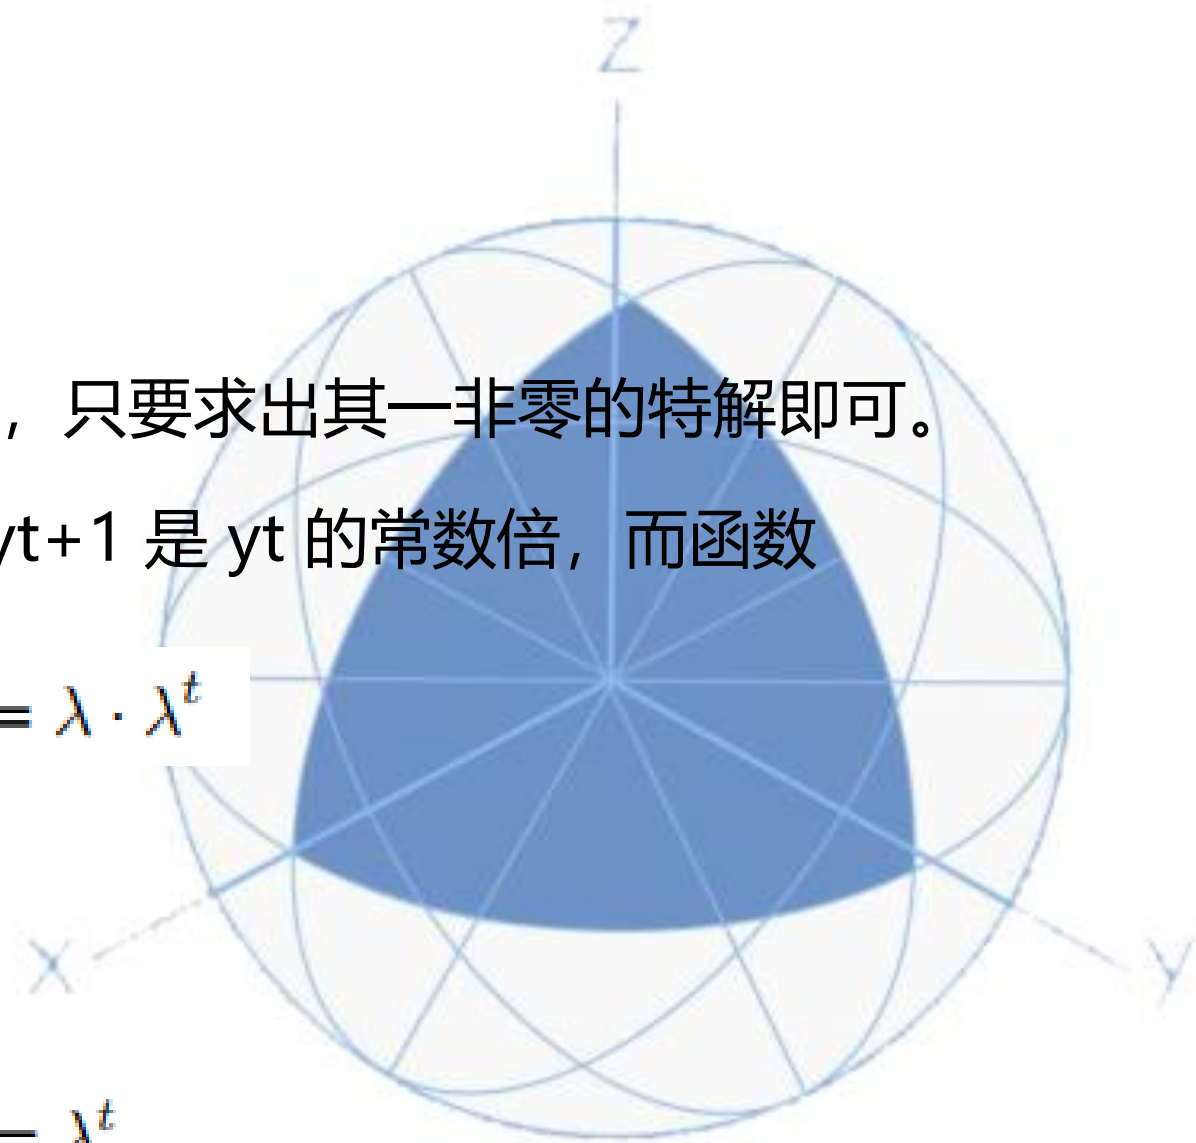 Z
，只要求出其一非零的特解即可。
yt+1 是 yt 的常数倍，而函数
= λ · λ^t
X
y
= λ^t